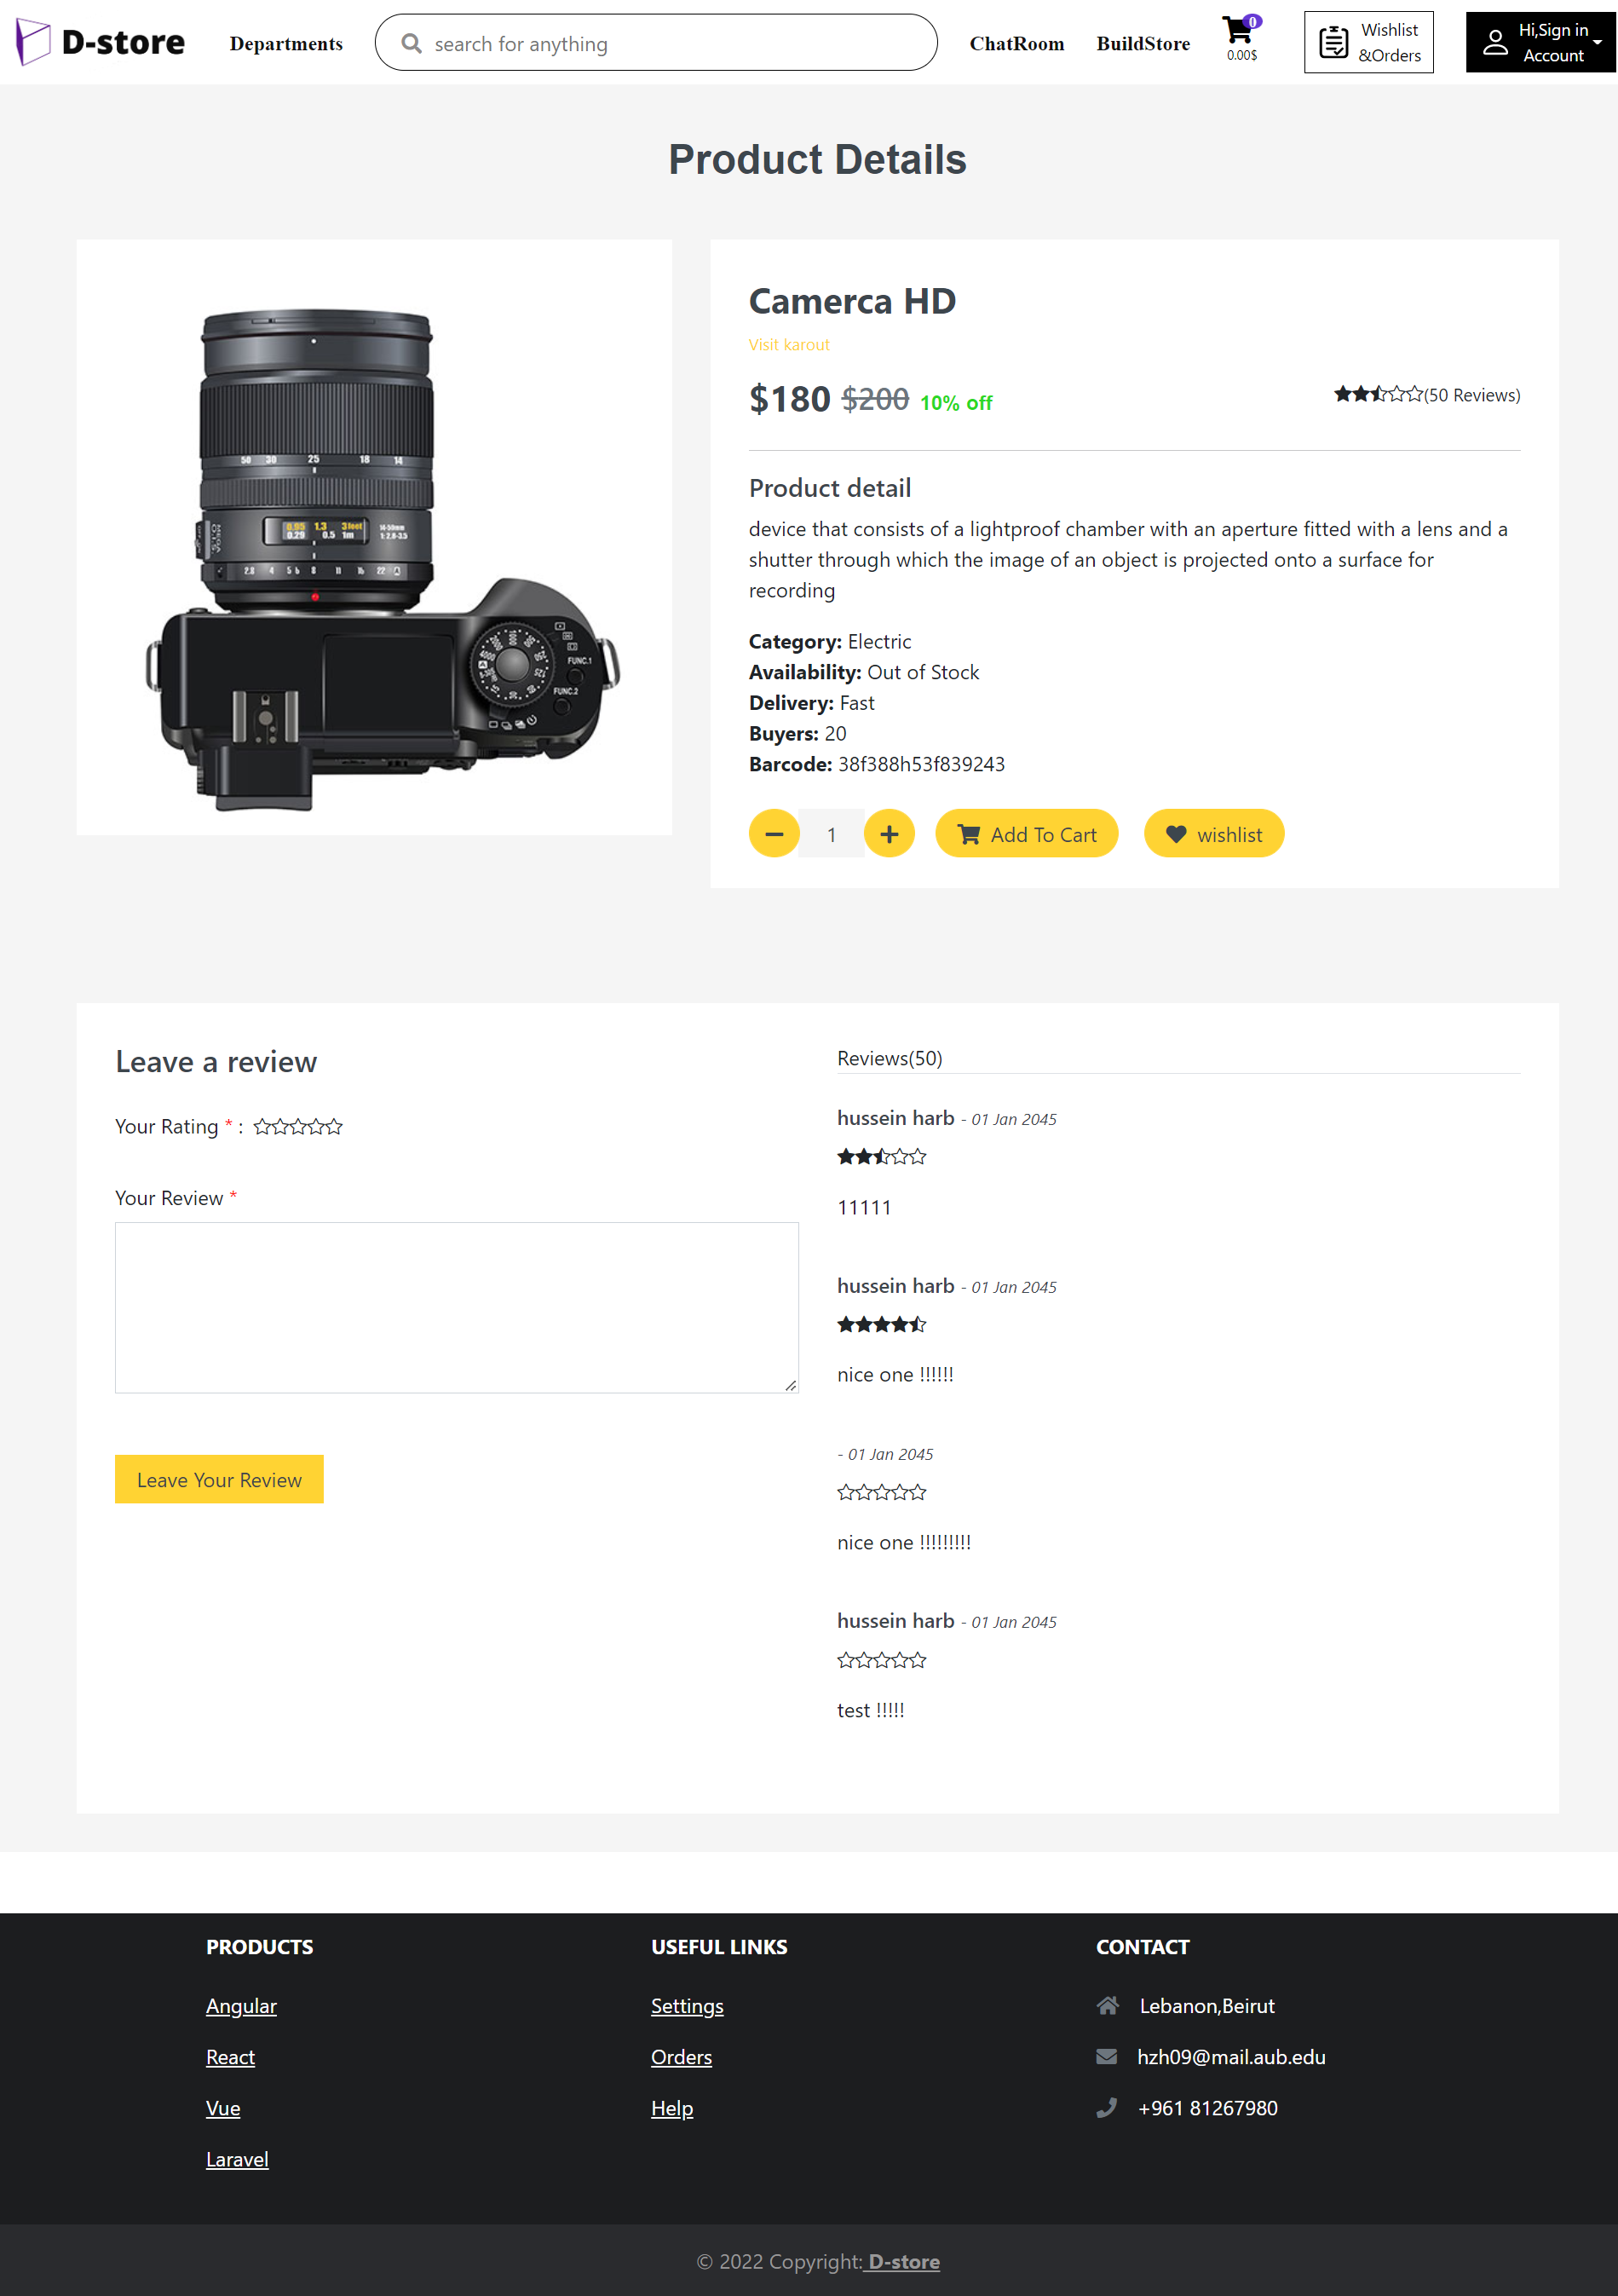 D-store
Departments
search for anything
ChatRoom
BuildStore
0
0.00$
Wishlist
&Orders
Hi,Sign in
Account
Product Details
50 30 25 18 14
0.95 1.3 3feet
0.29 0.5 1m
14-50mm
1: 2.8-3.5
MEGA
O.I.S.
2.8 4 5 6 8 11 16 22 A
FUNC.1
FUNC.2
Camerca HD
Visit karout
$180 $200 10% off
(50 Reviews)
Product detail
device that consists of a lightproof chamber with an aperture fitted with a lens and a
shutter through which the image of an object is projected onto a surface for
recording
Category: Electric
Availability: Out of Stock
Delivery: Fast
Buyers: 20
Barcode: 38f388h53f839243
1
Add To Cart
wishlist
Leave a review
Your Rating * :
Your Review *
Leave Your Review
Reviews(50)
hussein harb - 01 Jan 2045
11111
hussein harb - 01 Jan 2045
nice one !!!!!!
- 01 Jan 2045
nice one !!!!!!!!!
hussein harb - 01 Jan 2045
test !!!!!
PRODUCTS
Angular
React
Vue
Laravel
USEFUL LINKS
Settings
Orders
Help
CONTACT
Lebanon,Beirut
hzh09@mail.aub.edu
+961 81267980
© 2022 Copyright: D-store